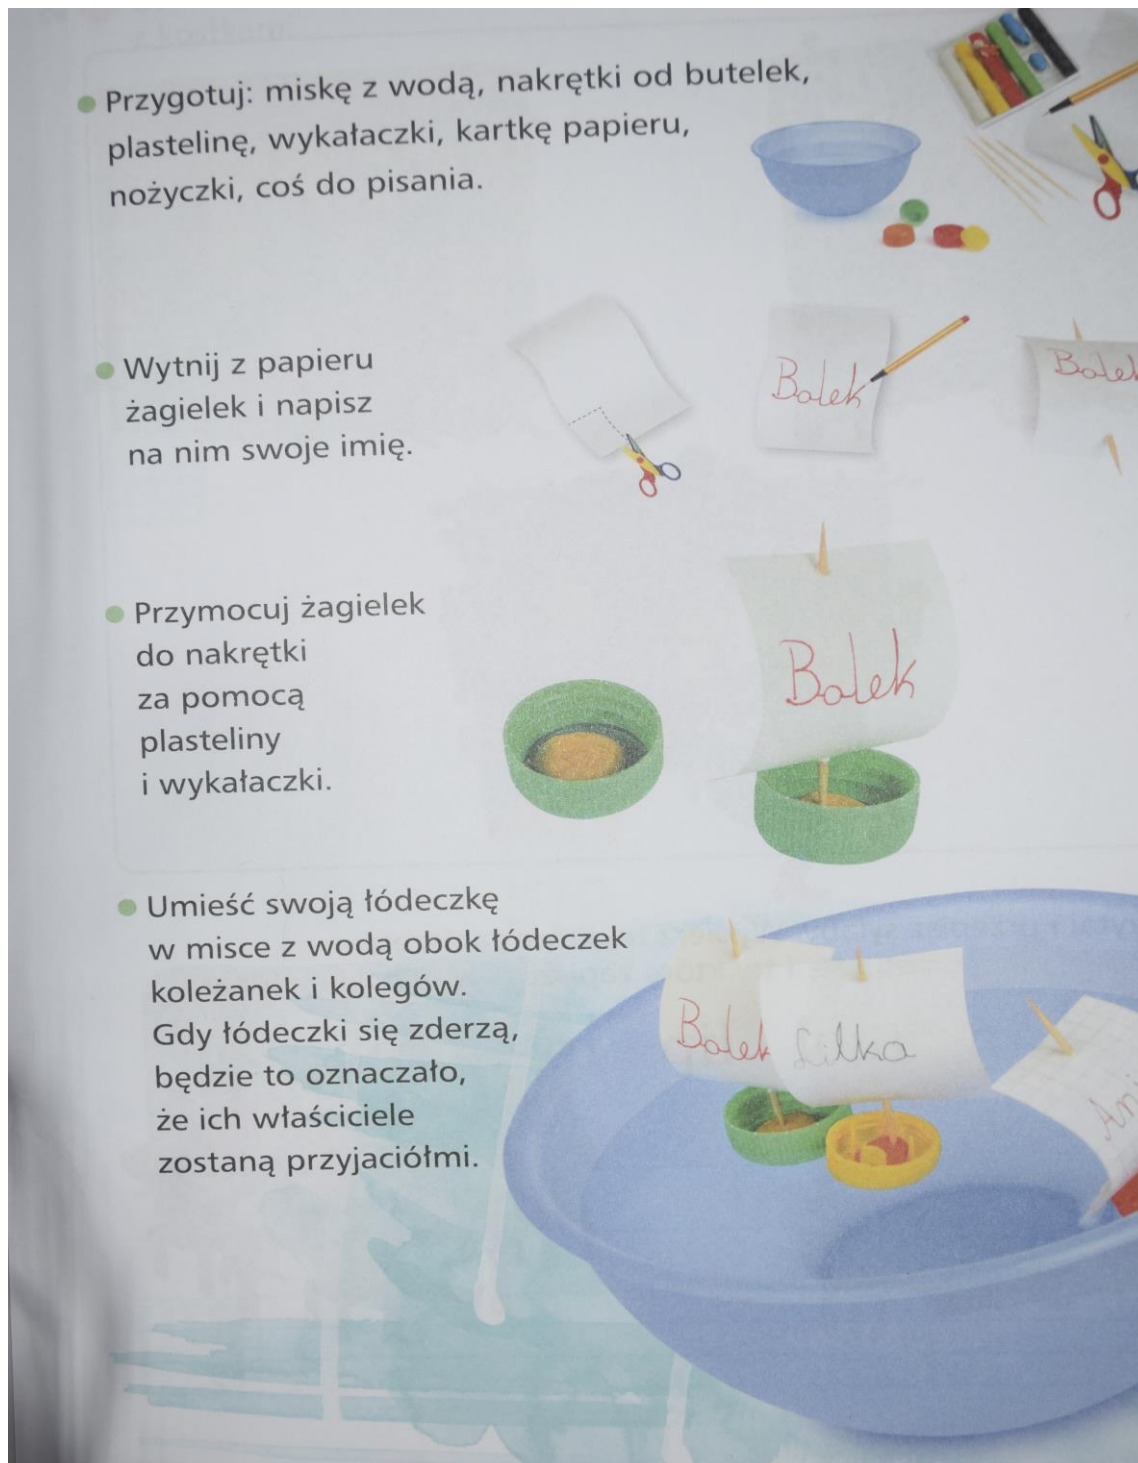 Przygotuj: miskę z wodą, nakrętki od butelek,
plastelinę, wykałaczki, kartkę papieru,
nożyczki, coś do pisania.
Wytnij z papieru
żagielek i napisz
na nim swoje imię.
Bolek
Bolek
Przymocuj żagielek
do nakrętki
za pomocą
plasteliny
i wykałaczki.
Bolek
Umieść swoją łódeczkę
w misce z wodą obok łódeczek
koleżanek i kolegów.
Gdy łódeczki się zderzą,
będzie to oznaczało,
że ich właściciele
zostaną przyjaciółmi.
Bolek
Lilka